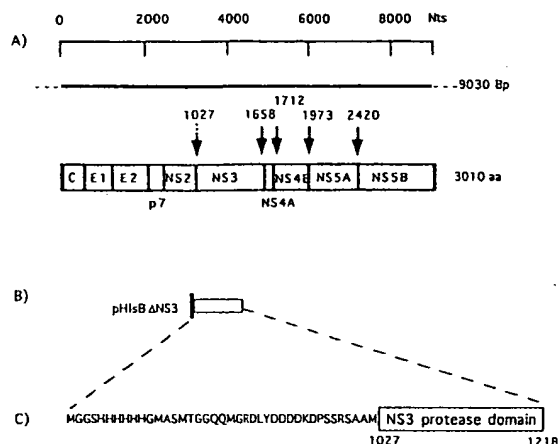 0 2000 4000 6000 8000 Nts
A)
9030 Bp
1712
1027 1658 1973 2420
C E1 E2 NS2 NS3 NS4B NS5A NS5B 3010 aa
p7 NS4A
B)
pHisBΔNS3
C) MGGSHHHHHHGMASMTGGQQMGRDLYDDDDKDPSSRSAAM NS3 protease domain
1027 1218